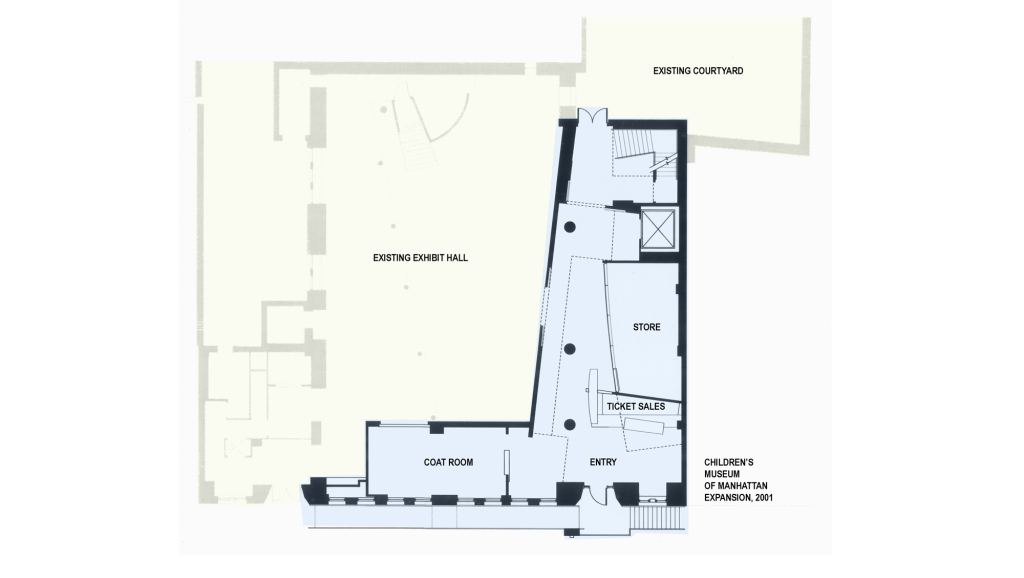 EXISTING COURTYARD
EXISTING EXHIBIT HALL
STORE
TICKET SALES
COAT ROOM
ENTRY
CHILDREN'S
MUSEUM
OF MANHATTAN
EXPANSION, 2001